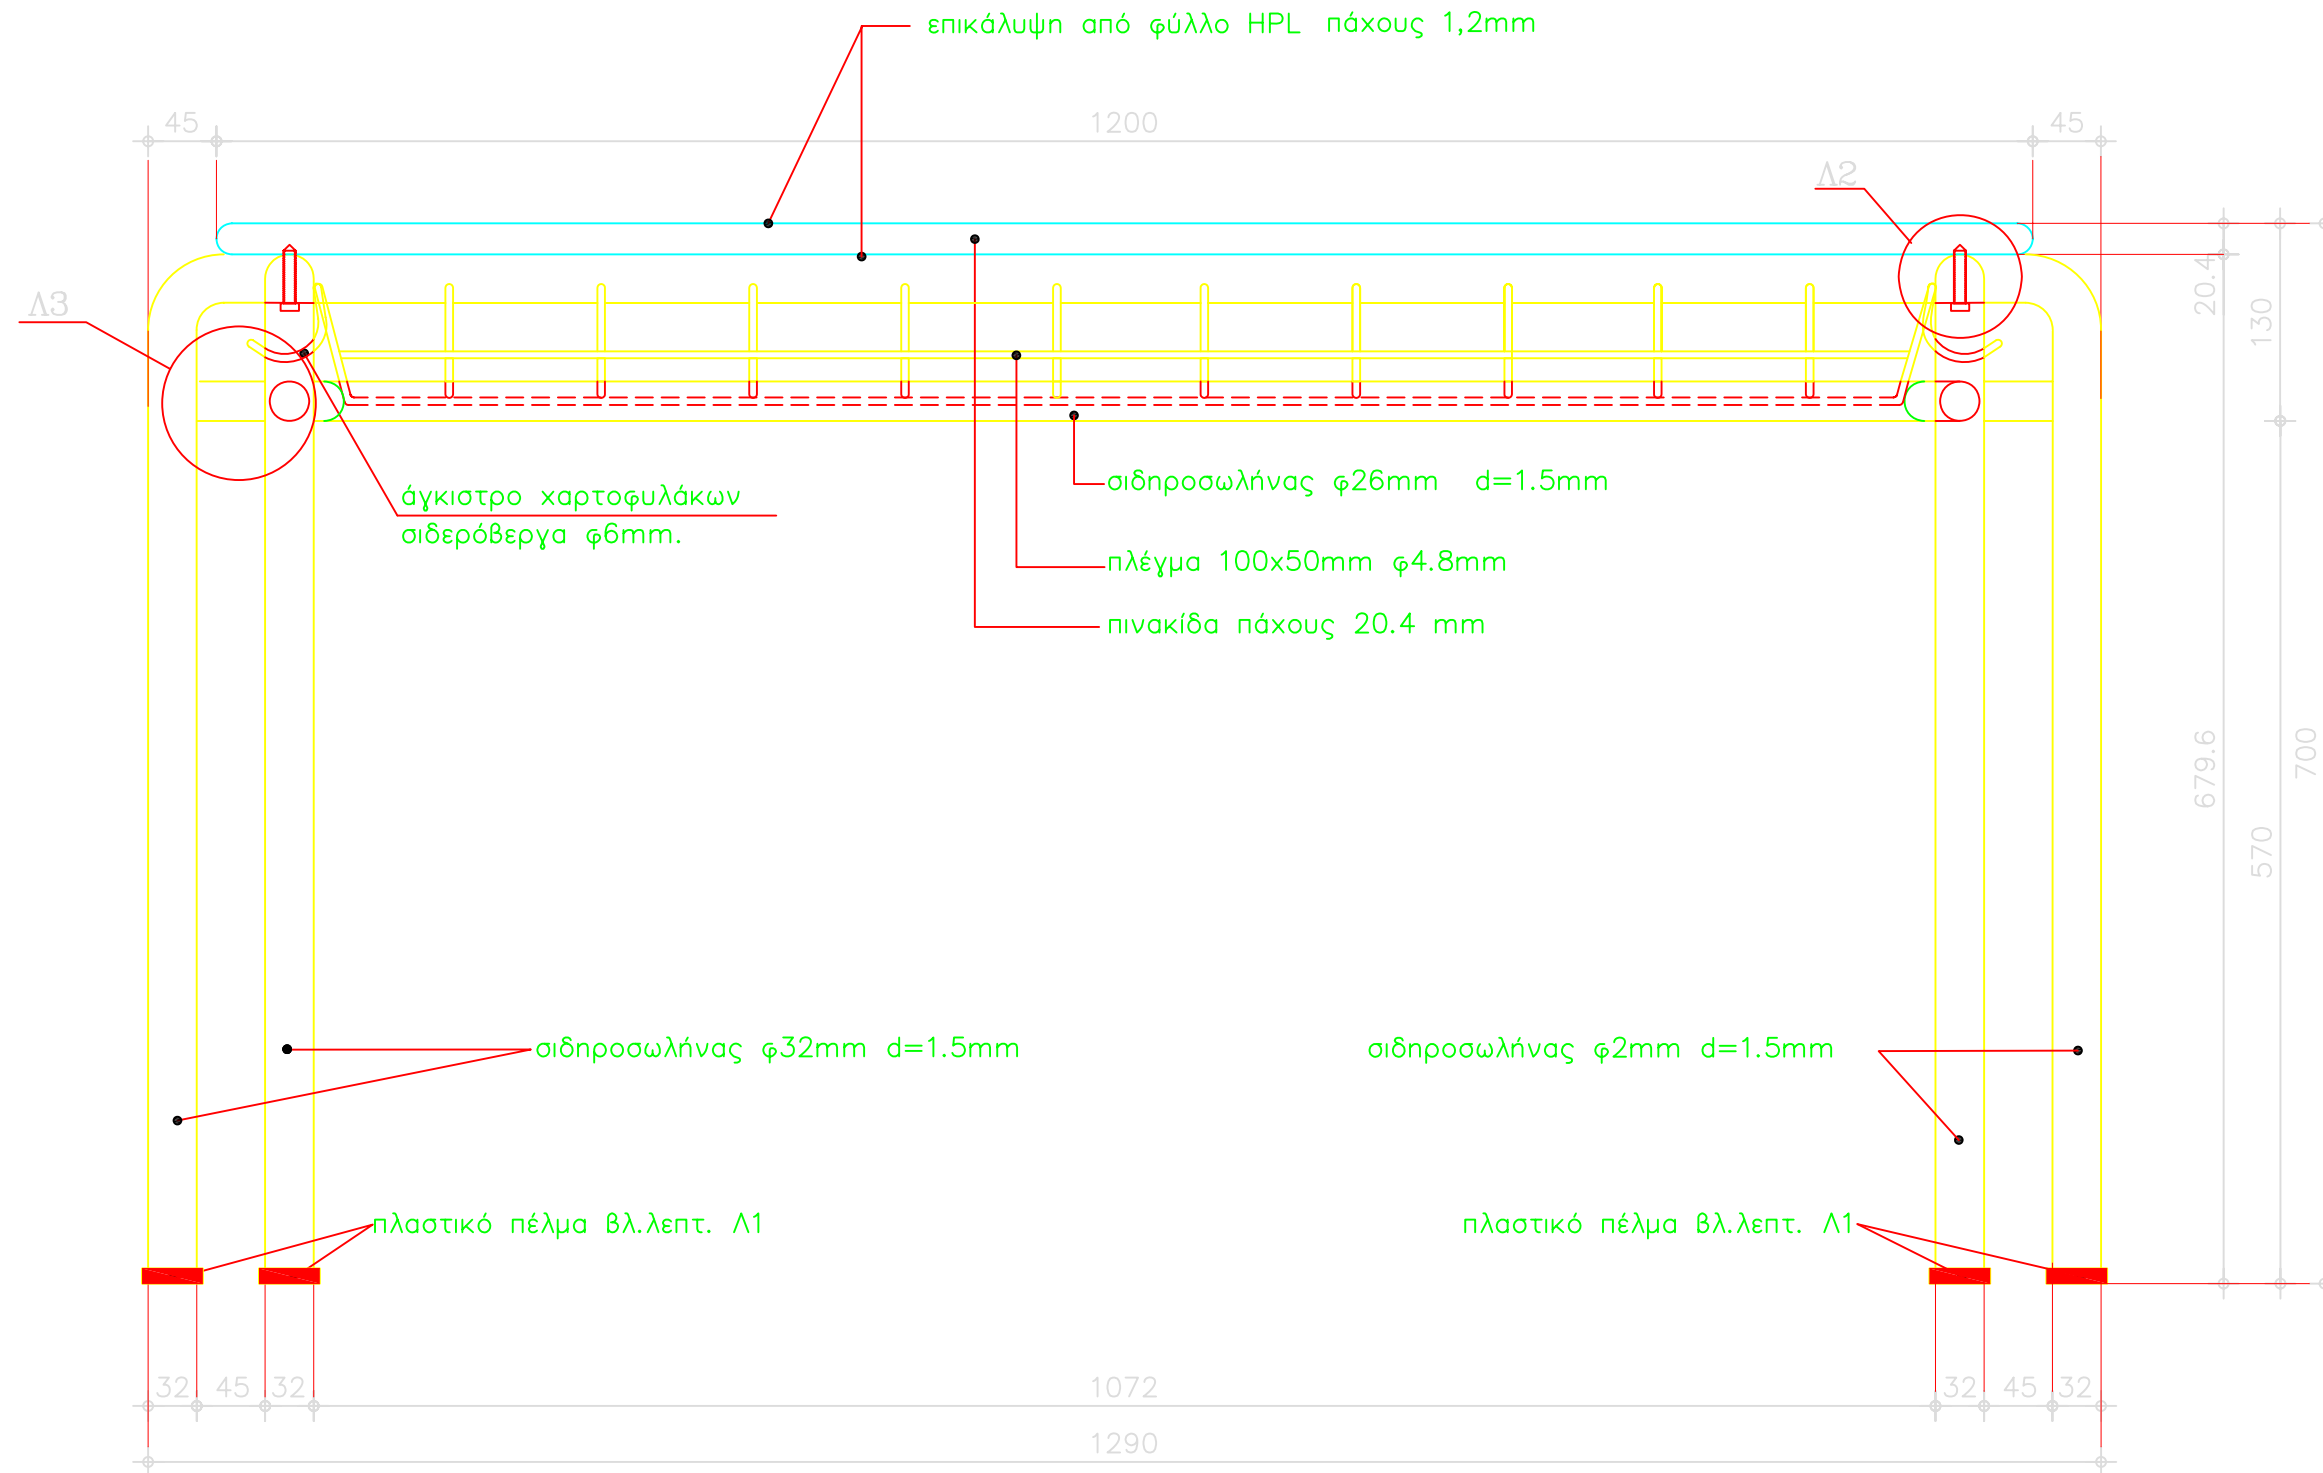 επικάλυψη από φύλλο HPL πάχους 1,2mm
45
1200
45
Λ2
Λ3
20.4
130
άγκιστρο χαρτοφυλάκων
σιδερόβεργα φ6mm.
σιδηροσωλήνας φ26mm d=1.5mm
πλέγμα 100x50mm φ4.8mm
πινακίδα πάχους 20.4 mm
679.6
700
570
σιδηροσωλήνας φ32mm d=1.5mm
σιδηροσωλήνας φ2mm d=1.5mm
πλαστικό πέλμα βλ.λεπτ. Λ1
πλαστικό πέλμα βλ.λεπτ. Λ1
32
45
32
1072
32
45
32
1290